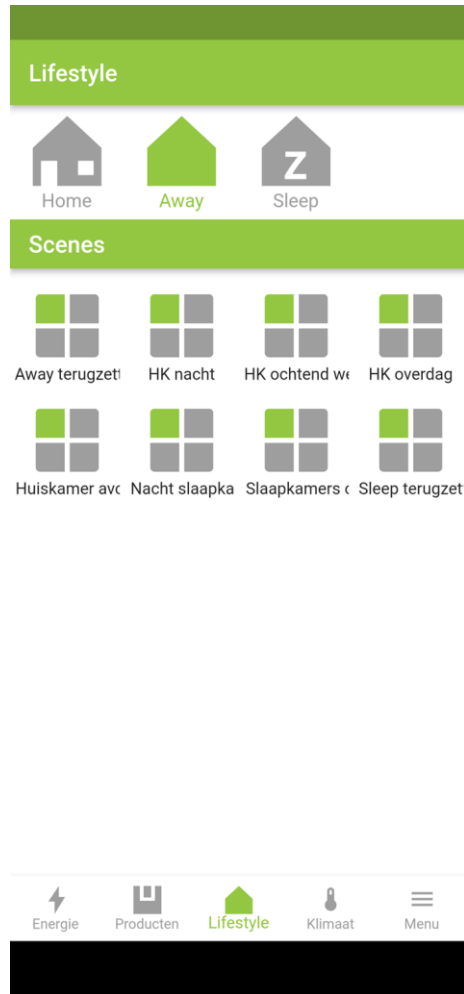 Lifestyle
Home Away Sleep
Scenes
Away terugzett HK nacht HK ochtend we HK overdag
Huiskamer avo Nacht slaapka Slaapkamers o Sleep terugzet
Energie Producten Lifestyle Klimaat Menu